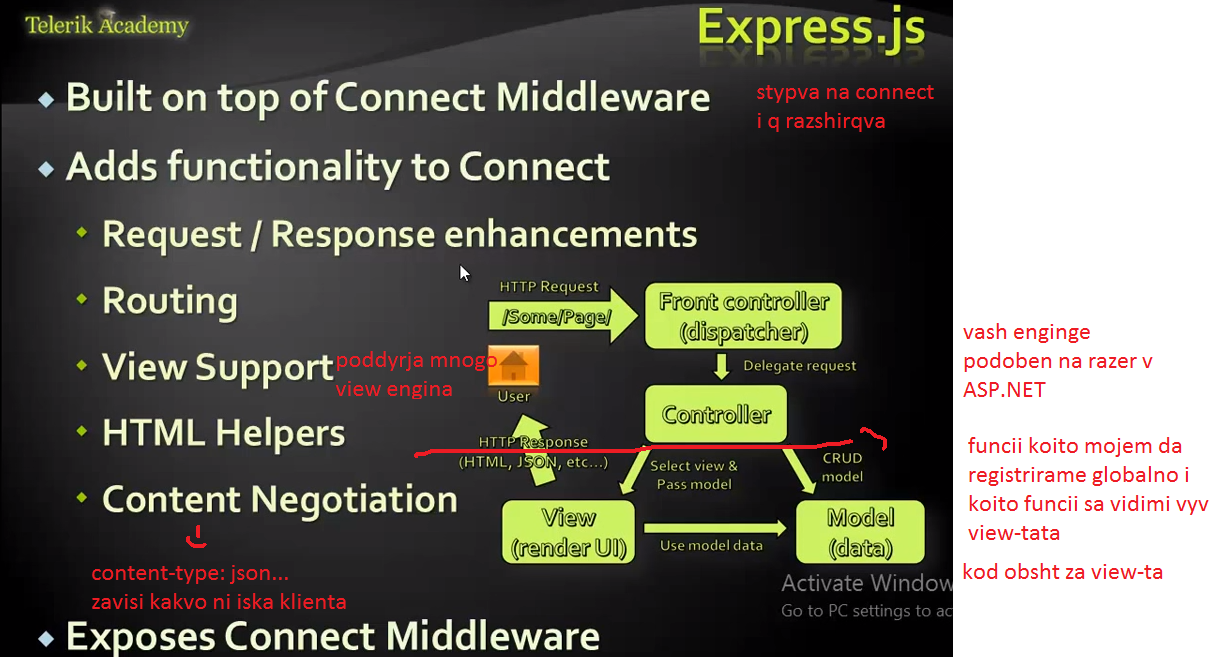 Telerik Academy
Express.js
Built on top of Connect Middleware
stypva na connect
i q razshirqva
Adds functionality to Connect
Request / Response enhancements
Routing
View Support
poddyrja mnogo
view engina
HTML Helpers
Content Negotiation
content-type: json...
zavisi kakvo ni iska klienta
Exposes Connect Middleware
HTTP Request
/Some/Page/
Front controller
(dispatcher)
Delegate request
User
Controller
HTTP Response
(HTML, JSON, etc...)
Select view &
Pass model
CRUD
model
View
(render UI)
Use model data
Model
(data)
Activate Window
Go to PC settings to ac
vash enginge
podoben na razer v
ASP.NET
funcii koito mojem da
registrirame globalno i
koito funcii sa vidimi vyv
view-tata
kod obsht za view-ta